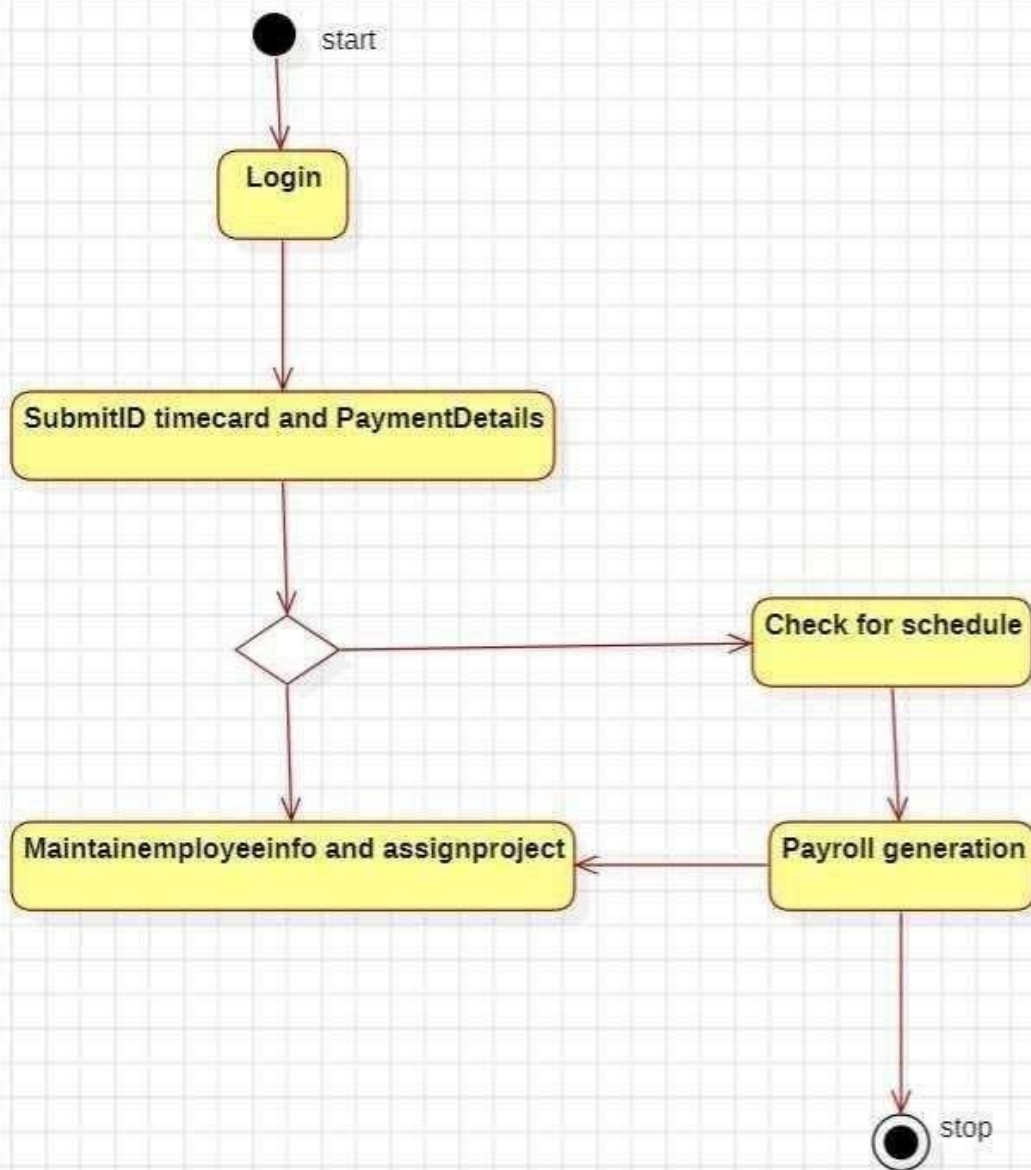 start
Login
SubmitID timecard and PaymentDetails
Check for schedule
Maintainemployeeinfo and assignproject
Payroll generation
stop